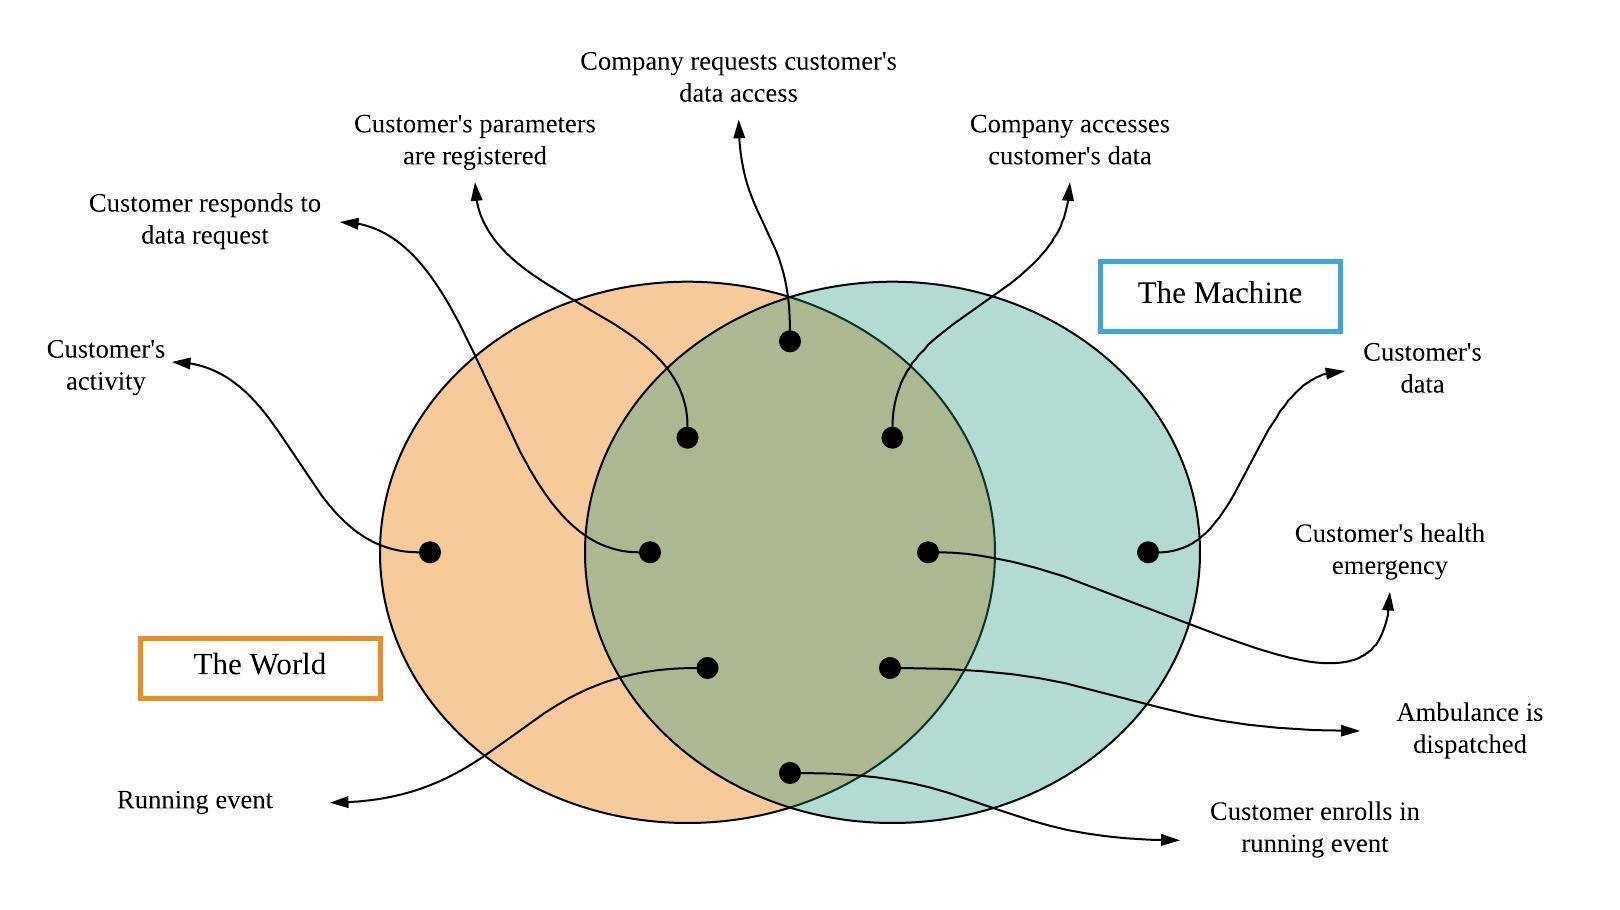 Company requests customer's
data access
Customer's parameters
are registered
Company accesses
customer's data
Customer responds to
data request
The Machine
Customer's
activity
Customer's
data
Customer's health
emergency
The World
Ambulance is
dispatched
Running event
Customer enrolls in
running event